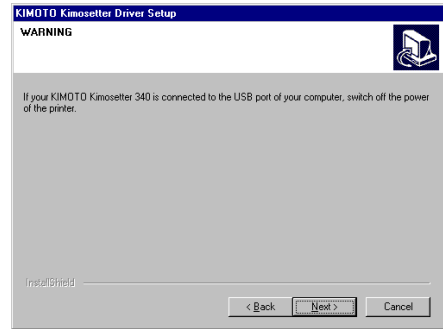 KIMOTO Kimosetter Driver Setup
WARNING
If your KIMOTO Kimosetter 340 is connected to the USB port of your computer, switch off the power
of the printer.
InstallShield
< Back Next > Cancel